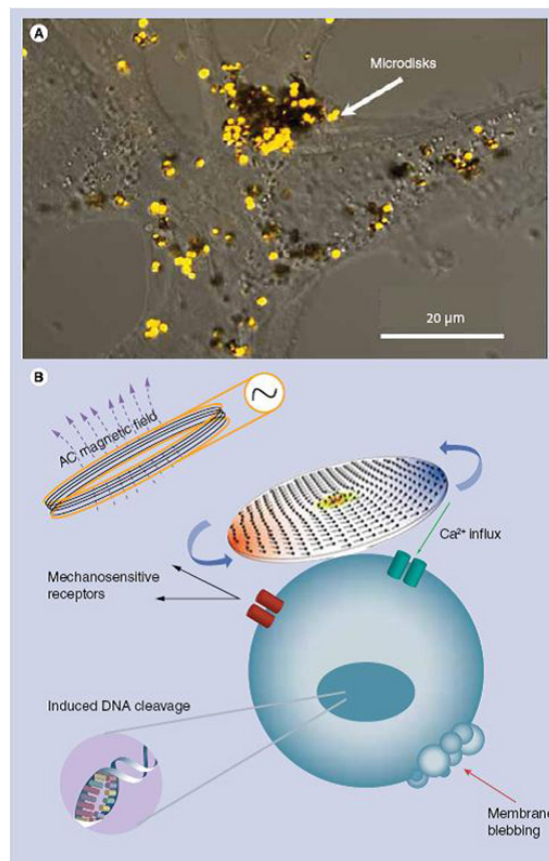 A
Microdisks
20 µm
B
AC magnetic field
Ca²⁺ influx
Mechanosensitive
receptors
Induced DNA cleavage
Membrane
blebbing